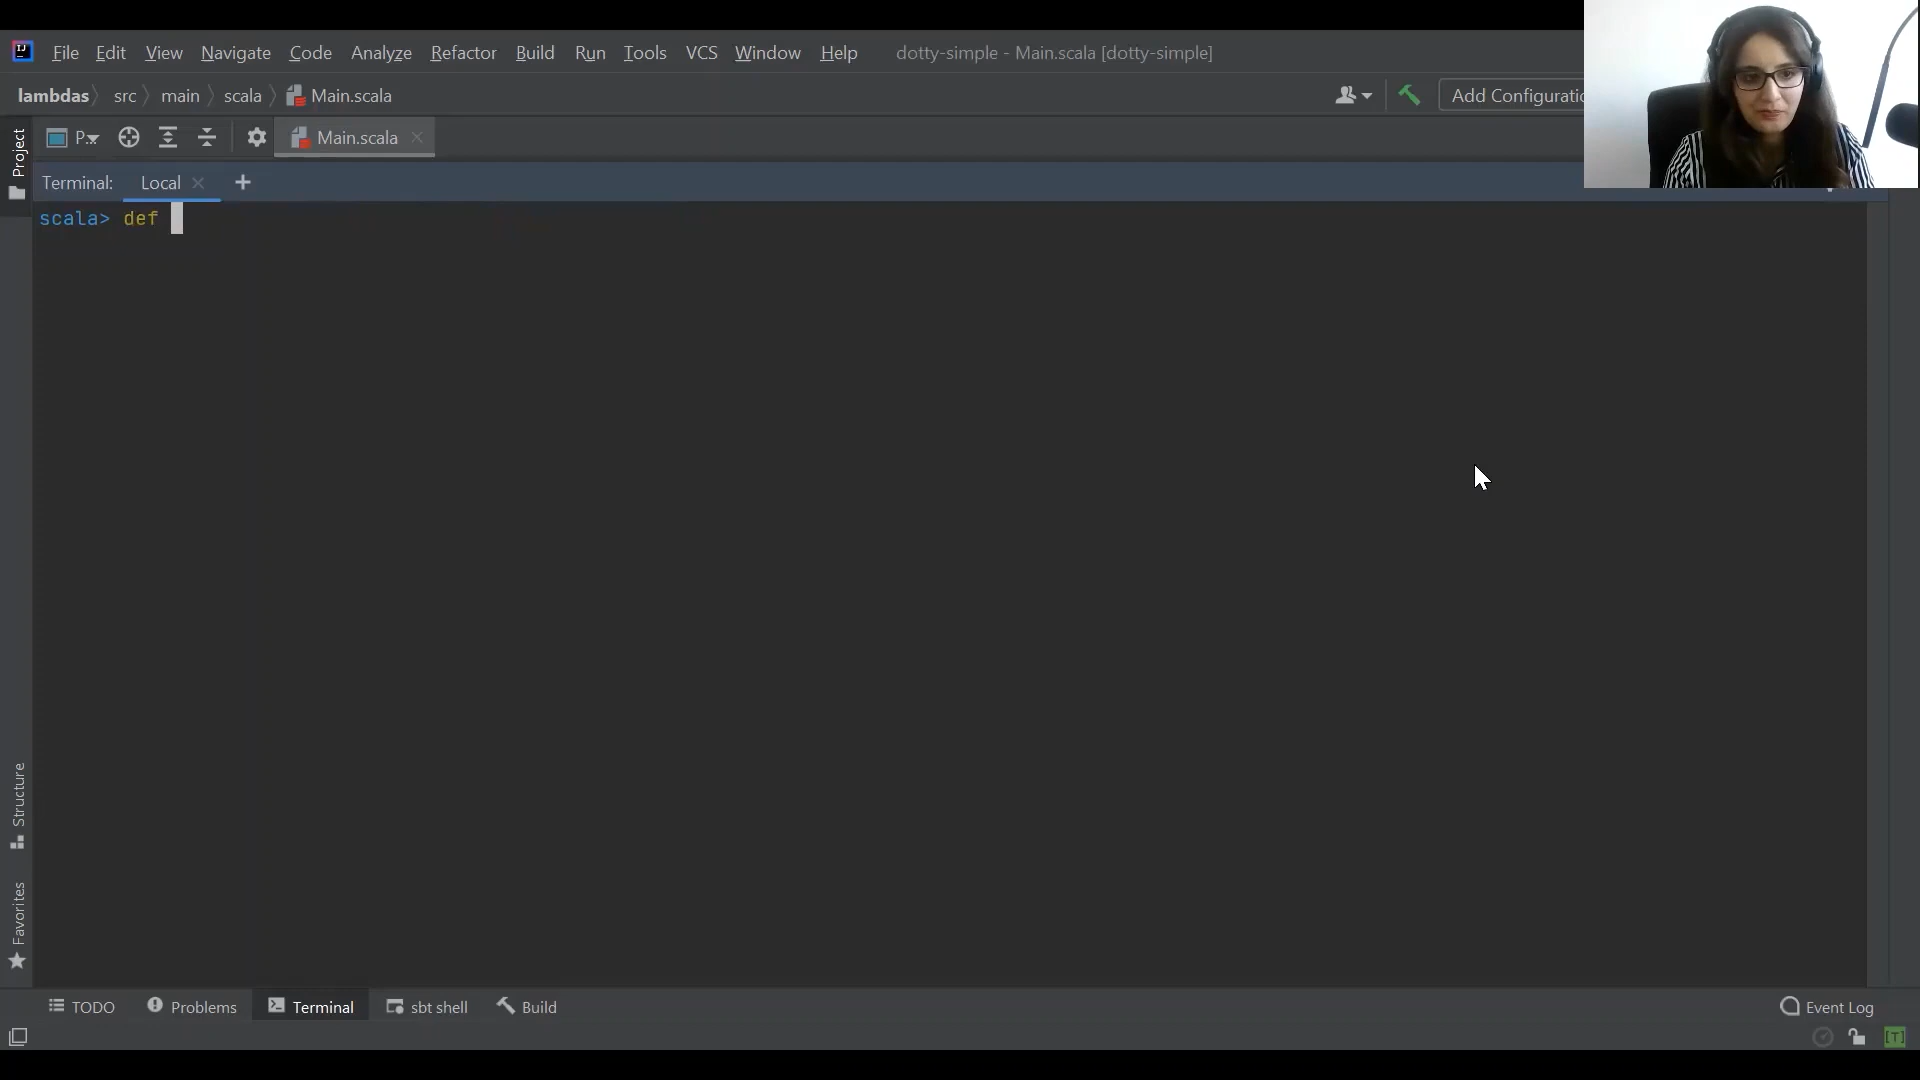 File Edit View Navigate Code Analyze Refactor Build Run Tools VCS Window Help dotty-simple - Main.scala [dotty-simple]
lambdas src main scala Main.scala
Add Configuratio
Project
P.. Main.scala
Terminal: Local +
scala> def
Structure
Favorites
TODO Problems Terminal sbt shell Build Event Log
[T]